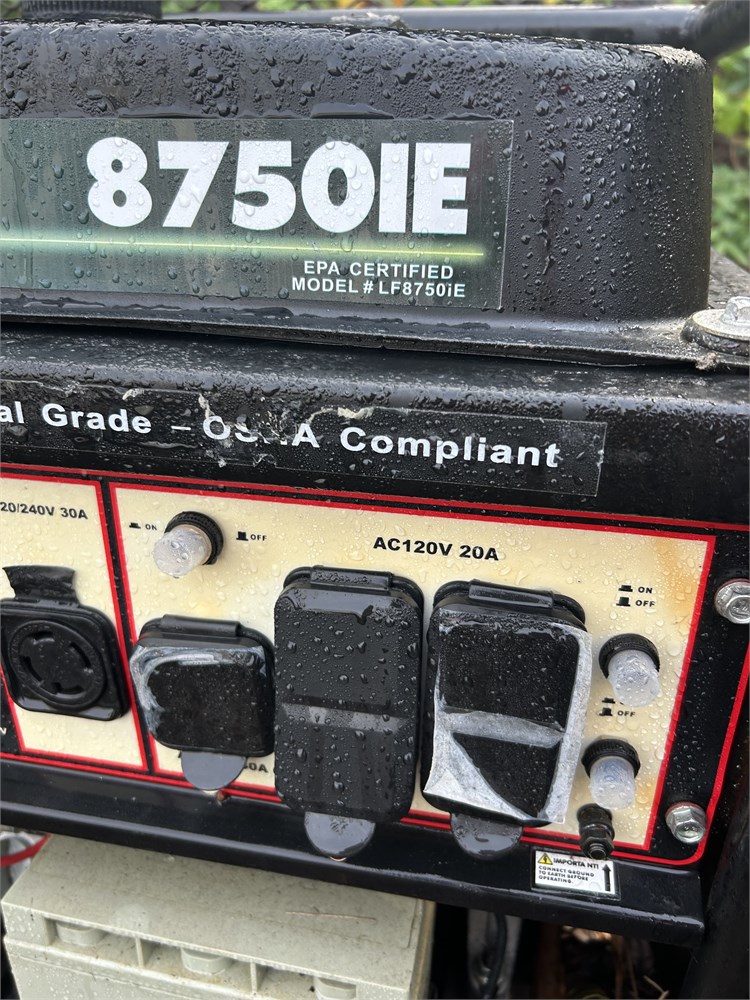 8750IE
EPA CERTIFIED
MODEL # LF8750iE
al Grade – OS A Compliant
20/240V 30A
ON
OFF
AC120V 20A
ON
OFF
OFF
IMPORTANT!
CONNECT GROUND
TO EARTH BEFORE
OPERATING.